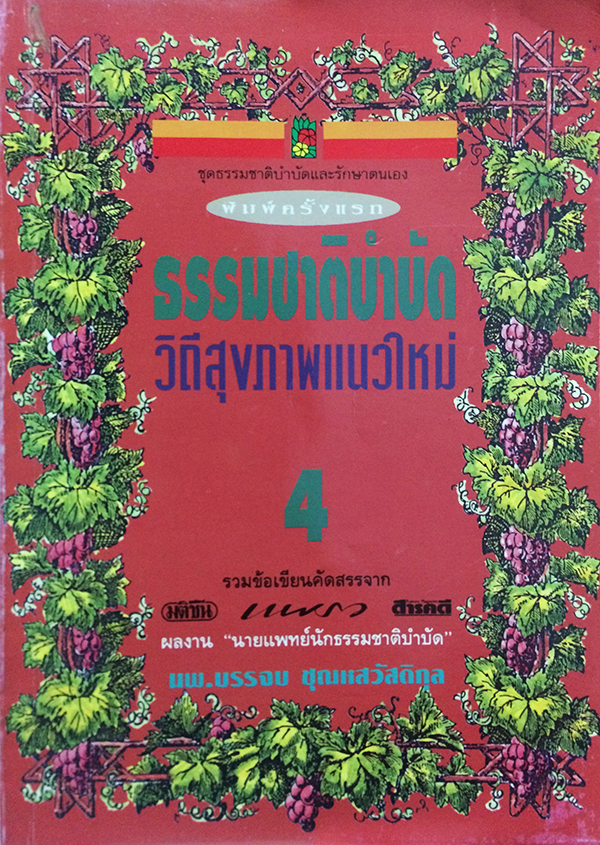 ชุดธรรมชาติบำบัดและรักษาตนเอง
พิมพ์ครั้งแรก
ธรรมชาติบำบัด
วิถีสุขภาพแนวใหม่
4
รวมข้อเขียนคัดสรรจาก
มติชน แพรว สารคดี
ผลงาน “นายแพทย์นักธรรมชาติบำบัด”
นพ.บรรจบ ชุณหสวัสดิกุล